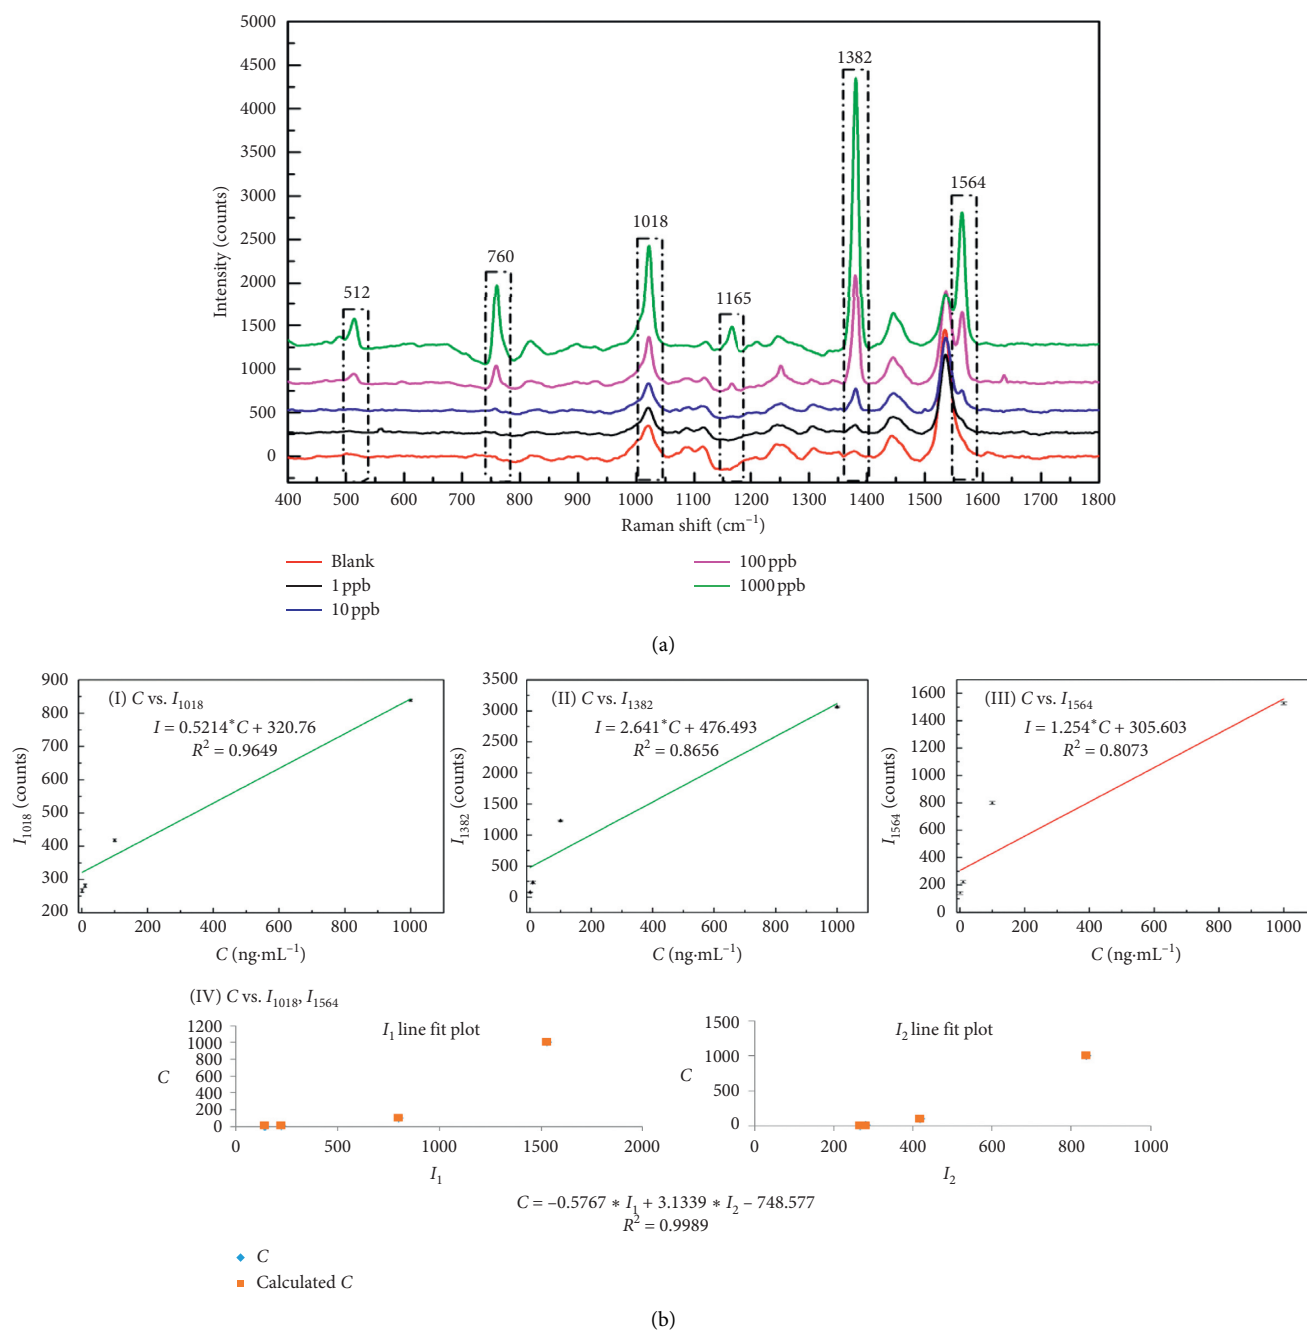 5000
4500
4000
3500
3000
2500
2000
1500
1000
500
0
Intensity (counts)
512
760
1018
1165
1382
1564
400 500 600 700 800 900 1000 1100 1200 1300 1400 1500 1600 1700 1800
Raman shift (cm⁻¹)
Blank
1 ppb
10 ppb
100 ppb
1000 ppb
(a)
900
800
700
600
500
400
300
200
I₁₀₁₈ (counts)
(I) C vs. I₁₀₁₈
I = 0.5214*C + 320.76
R² = 0.9649
0 200 400 600 800 1000
C (ng·mL⁻¹)
3500
3000
2500
2000
1500
1000
500
0
I₁₃₈₂ (counts)
(II) C vs. I₁₃₈₂
I = 2.641*C + 476.493
R² = 0.8656
0 200 400 600 800 1000
C (ng·mL⁻¹)
1600
1400
1200
1000
800
600
400
200
0
I₁₅₆₄ (counts)
(III) C vs. I₁₅₆₄
I = 1.254*C + 305.603
R² = 0.8073
0 200 400 600 800 1000
C (ng·mL⁻¹)
(IV) C vs. I₁₀₁₈, I₁₅₆₄
I₁ line fit plot
1200
1000
800
600
400
200
0
C
0 500 1000 1500 2000
I₁
I₂ line fit plot
1500
1000
500
0
C
0 200 400 600 800 1000
I₂
C = –0.5767 * I₁ + 3.1339 * I₂ – 748.577
R² = 0.9989
C
Calculated C
(b)